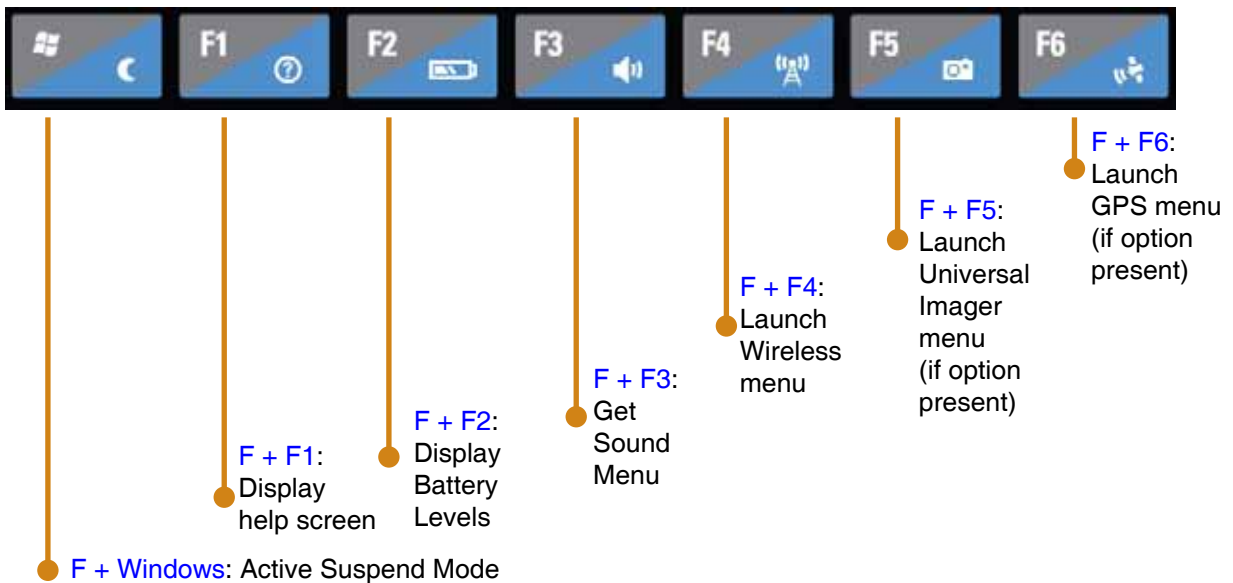 F1
F2
F3
F4
F5
F6
F + F6:
Launch
GPS menu
(if option
present)
F + F5:
Launch
Universal
Imager
menu
(if option
present)
F + F4:
Launch
Wireless
menu
F + F3:
Get
Sound
Menu
F + F2:
Display
Battery
Levels
F + F1:
Display
help screen
F + Windows: Active Suspend Mode